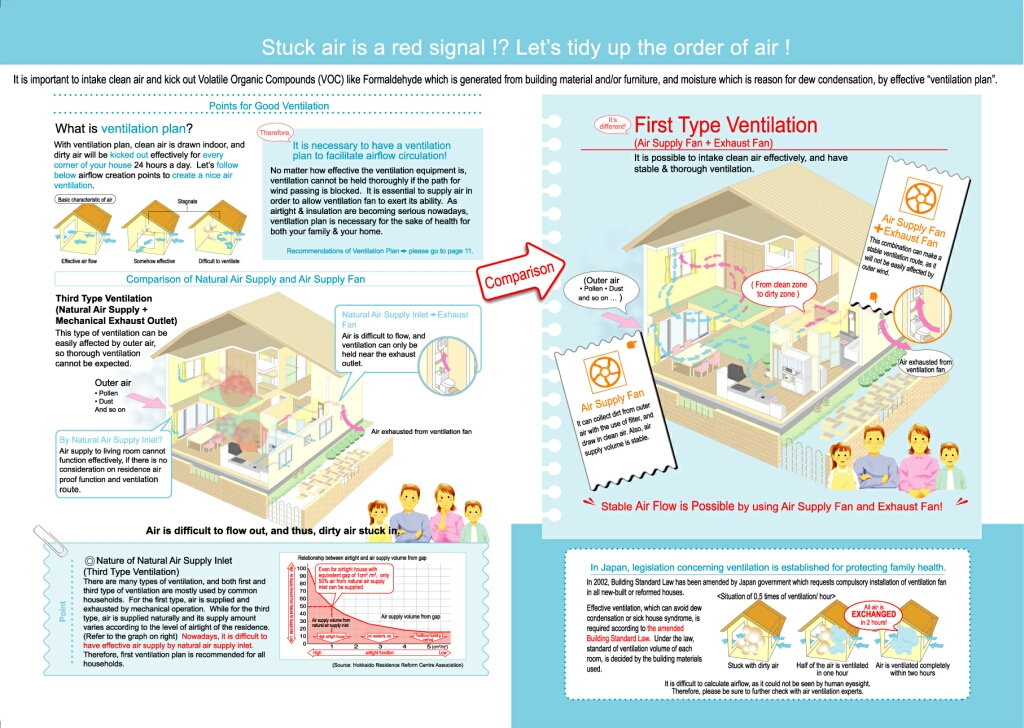 Stuck air is a red signal !? Let's tidy up the order of air !
It is important to intake clean air and kick out Volatile Organic Compounds (VOC) like Formaldehyde which is generated from building material and/or furniture, and moisture which is reason for dew condensation, by effective “ventilation plan”.
Points for Good Ventilation
What is ventilation plan?
With ventilation plan, clean air is drawn indoor, and
dirty air will be kicked out effectively for every
corner of your house 24 hours a day. Let's follow
below airflow creation points to create a nice air
ventilation.
Basic characteristic of air
Stagnate
Effective air flow
Somehow effective
Difficult to ventilate
Therefore,
It is necessary to have a ventilation
plan to facilitate airflow circulation!
No matter how effective the ventilation equipment is,
ventilation cannot be held thoroughly if the path for
wind passing is blocked. It is essential to supply air in
order to allow ventilation fan to exert its ability. As
airtight & insulation are becoming serious nowadays,
ventilation plan is necessary for the sake of health for
both your family & your home.
Recommendations of Ventilation Plan ➡ please go to page 11.
Comparison of Natural Air Supply and Air Supply Fan
Third Type Ventilation
(Natural Air Supply +
Mechanical Exhaust Outlet)
This type of ventilation can be
easily affected by outer air,
so thorough ventilation
cannot be expected.
Outer air
• Pollen
• Dust
And so on
Natural Air Supply Inlet ➡ Exhaust
Fan
Air is difficult to flow, and
ventilation can only be
held near the exhaust
outlet.
Air exhausted from ventilation fan
By Natural Air Supply Inlet?
Air supply to living room cannot
function effectively, if there is no
consideration on residence air
proof function and ventilation
route.
Air is difficult to flow out, and thus, dirty air stuck in.
Point
◎ Nature of Natural Air Supply Inlet
(Third Type Ventilation)
There are many types of ventilation, and both first and
third type of ventilation are mostly used by common
households. For the first type, air is supplied and
exhausted by mechanical operation. While for the third
type, air is supplied naturally and its supply amount
varies according to the level of airtight of the residence.
(Refer to the graph on right) Nowadays, it is difficult to
have effective air supply by natural air supply inlet.
Therefore, first ventilation plan is recommended for all
households.
Relationship between airtight and air supply volume from gap
100
90
80
70
60
50
40
30
20
10
0
Even for airtight house with
equivalent gap of 1cm²/m², only
50% air from natural air supply
inlet can be supplied.
Air supply volume from
natural air supply inlet
Air supply volume from gap
High airtight house
1 2 3 4 5 (cm²/m²)
High airtight function Low
(Source: Hokkaido Residence Reform Centre Association)
Comparison
It's
different!
First Type Ventilation
(Air Supply Fan + Exhaust Fan)
It is possible to intake clean air effectively, and have
stable & thorough ventilation.
Air Supply Fan
+Exhaust Fan
This combination can make a
stable ventilation route, as it
will not be easily affected by
outer wind.
(Outer air
• Pollen • Dust
and so on ... )
( From clean zone
to dirty zone )
Air exhausted from
ventilation fan
Air Supply Fan
It can collect dirt from outer
air with the use of filter, and
draw in clean air. Also, air
supply volume is stable.
Stable Air Flow is Possible by using Air Supply Fan and Exhaust Fan!
In Japan, legislation concerning ventilation is established for protecting family health.
In 2002, Building Standard Law has been amended by Japan government which requests compulsory installation of ventilation fan
in all new-built or reformed houses.
Effective ventilation, which can avoid dew
condensation or sick house syndrome, is
required according to the amended
Building Standard Law. Under the law,
standard of ventilation volume of each
room, is decided by the building materials
used.
<Situation of 0.5 times of ventilation/ hour>
All air is
EXCHANGED
in 2 hours!
Stuck with dirty air
Half of the air is ventilated
in one hour
Air is ventilated completely
within two hours
It is difficult to calculate airflow, as it could not be seen by human eyesight.
Therefore, please be sure to further check with air ventilation experts.